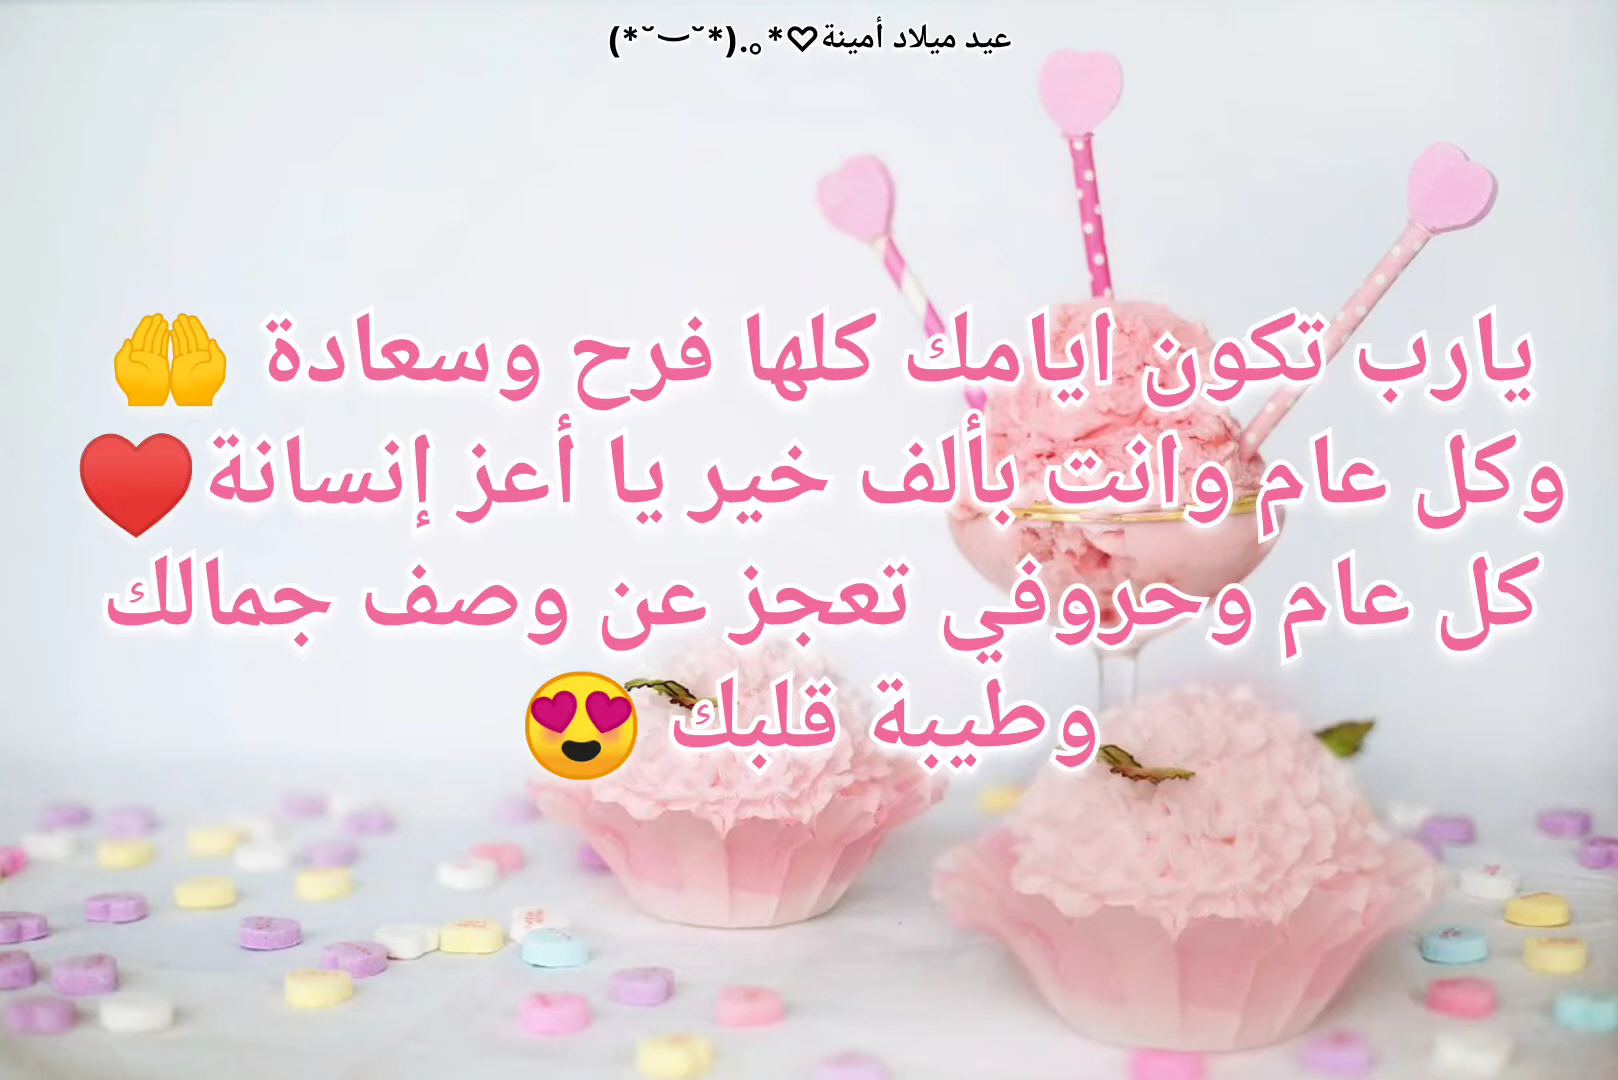 عيد ميلاد أمينة♡*｡.(*˘︶˘*)
يارب تكون ايامك كلها فرح وسعادة 🤲
وكل عام وانت بألف خير يا أعز إنسانة♥️
كل عام وحروفي تعجز عن وصف جمالك
وطيبة قلبك 😍